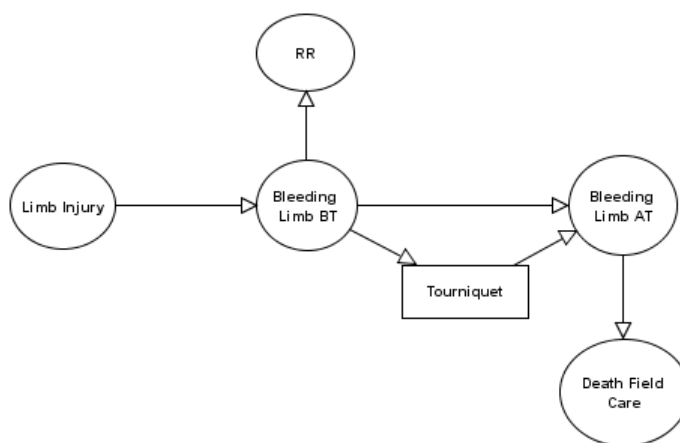 RR
Limb Injury
Bleeding
Limb BT
Bleeding
Limb AT
Tourniquet
Death Field
Care